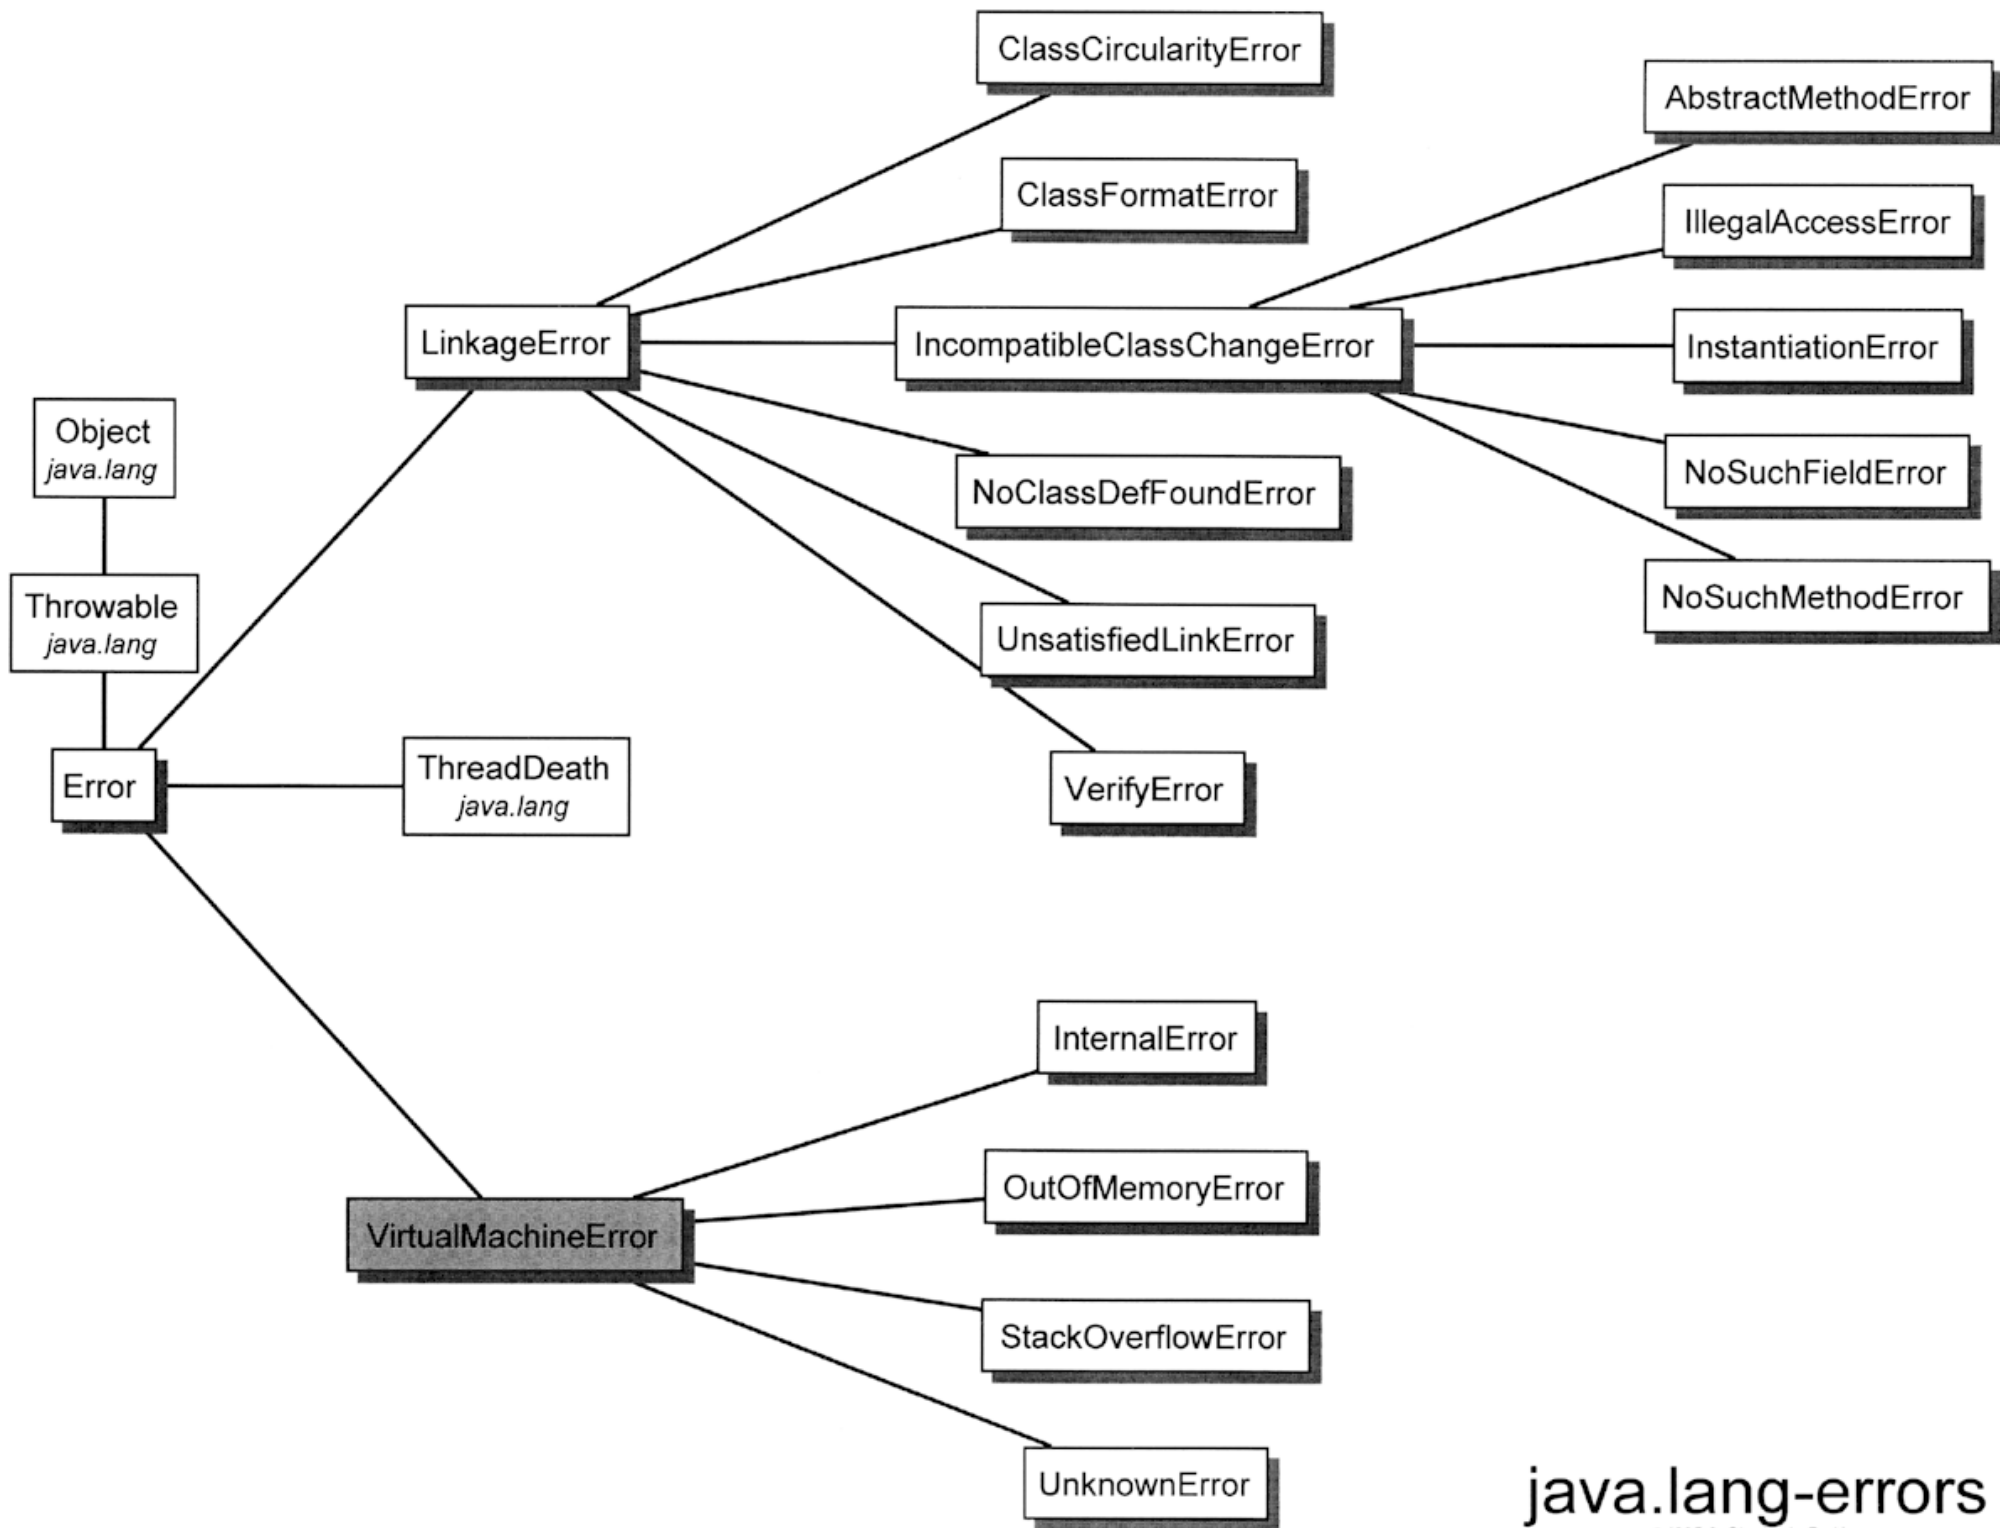 ClassCircularityError
AbstractMethodError
ClassFormatError
IllegalAccessError
LinkageError
IncompatibleClassChangeError
InstantiationError
Object
java.lang
NoClassDefFoundError
NoSuchFieldError
Throwable
java.lang
UnsatisfiedLinkError
NoSuchMethodError
Error
ThreadDeath
java.lang
VerifyError
InternalError
OutOfMemoryError
VirtualMachineError
StackOverflowError
UnknownError
java.lang-errors